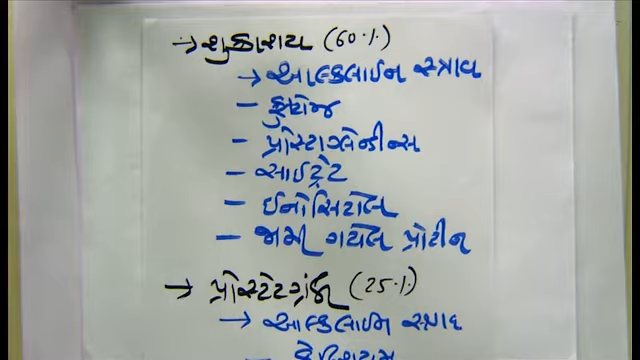 → શુક્રાશય (60%)
→ આલ્કલાઈન સ્ત્રાવ
- ફ્રુક્ટોજ
- પ્રોસ્ટાગ્લેન્ડીન્સ
- સાઈટ્રેટ
- ઈનોસિટોલ
- જામી ગયેલ પ્રોટીન
→ પ્રોસ્ટેટગ્રંથી (25%)
→ આલ્કલાઈન સ્ત્રાવ